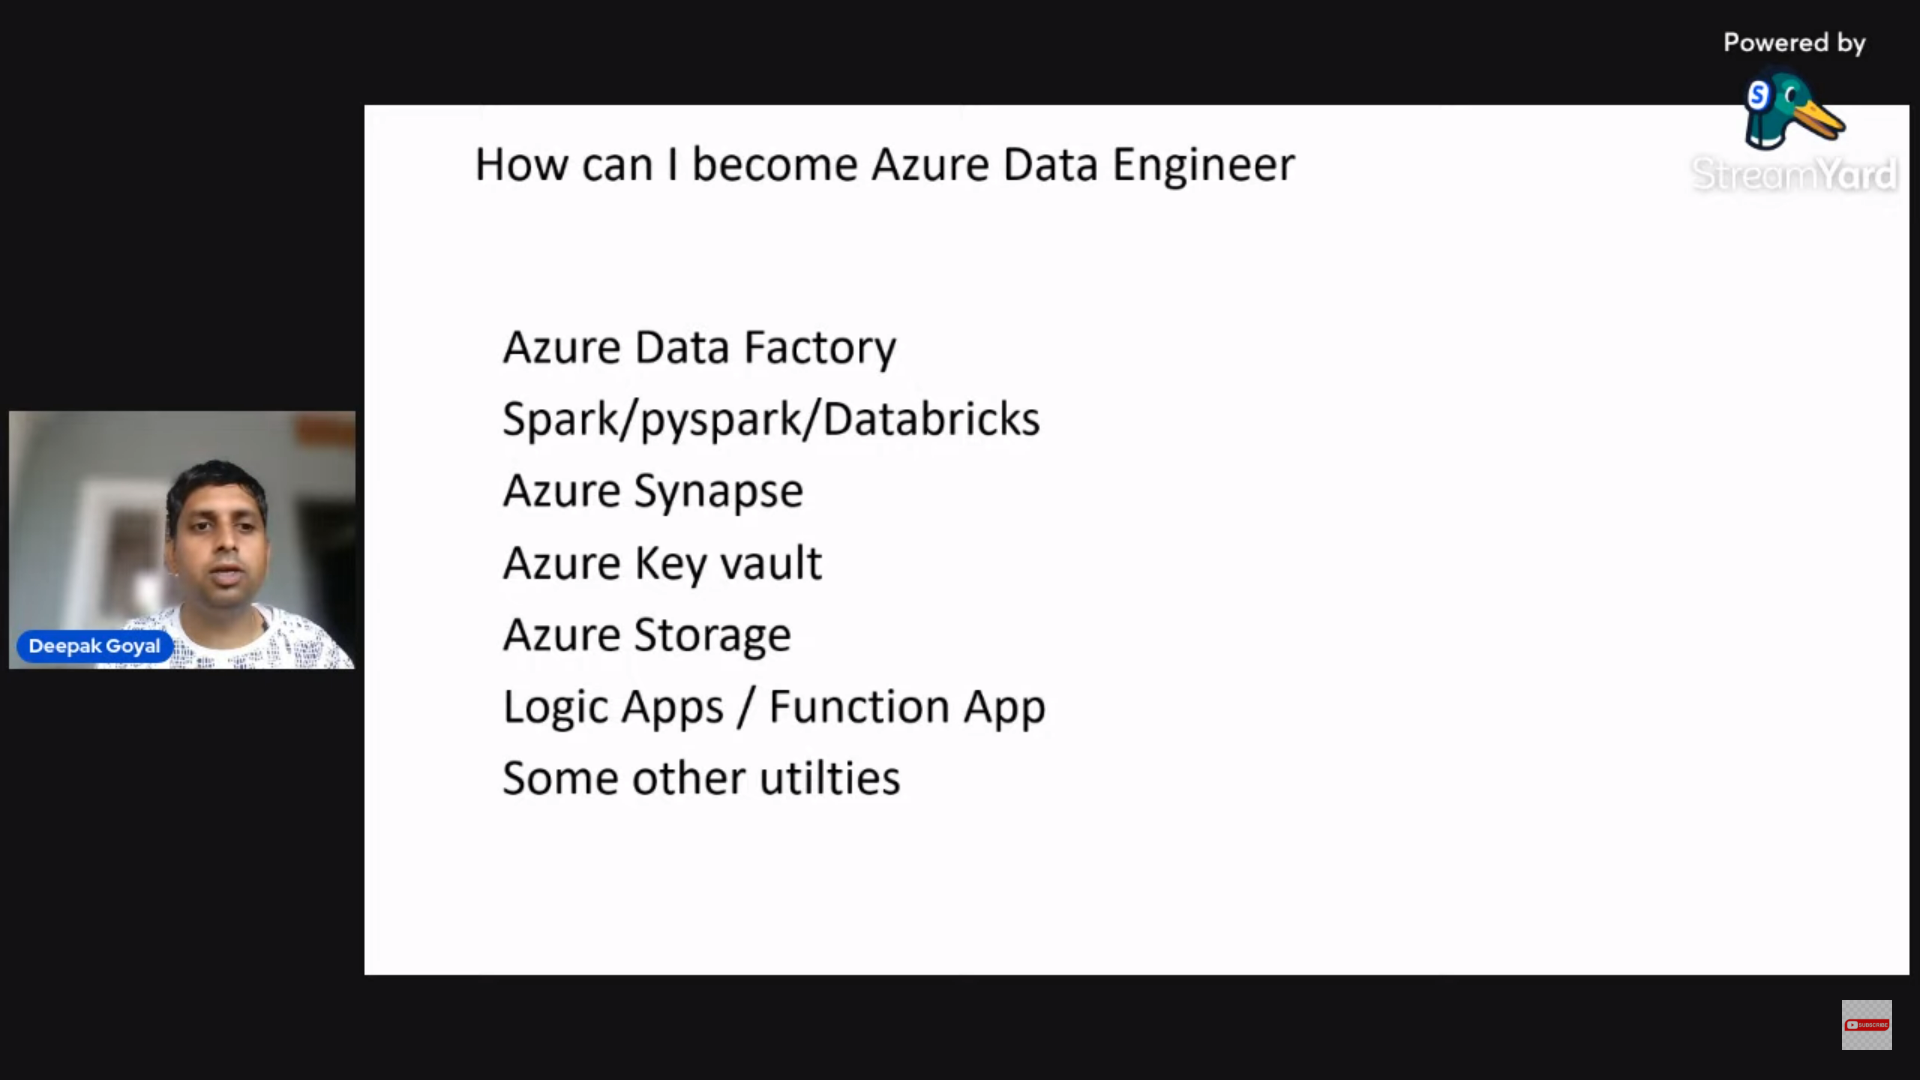 Powered by
S
StreamYard
How can I become Azure Data Engineer
Azure Data Factory
Spark/pyspark/Databricks
Azure Synapse
Azure Key vault
Azure Storage
Logic Apps / Function App
Some other utilties
Deepak Goyal
SUBSCRIBE